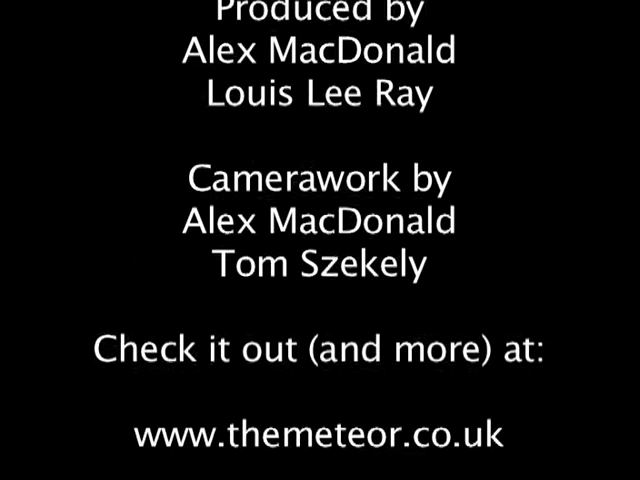 Produced by
Alex MacDonald
Louis Lee Ray
Camerawork by
Alex MacDonald
Tom Szekely
Check it out (and more) at:
www.themeteor.co.uk